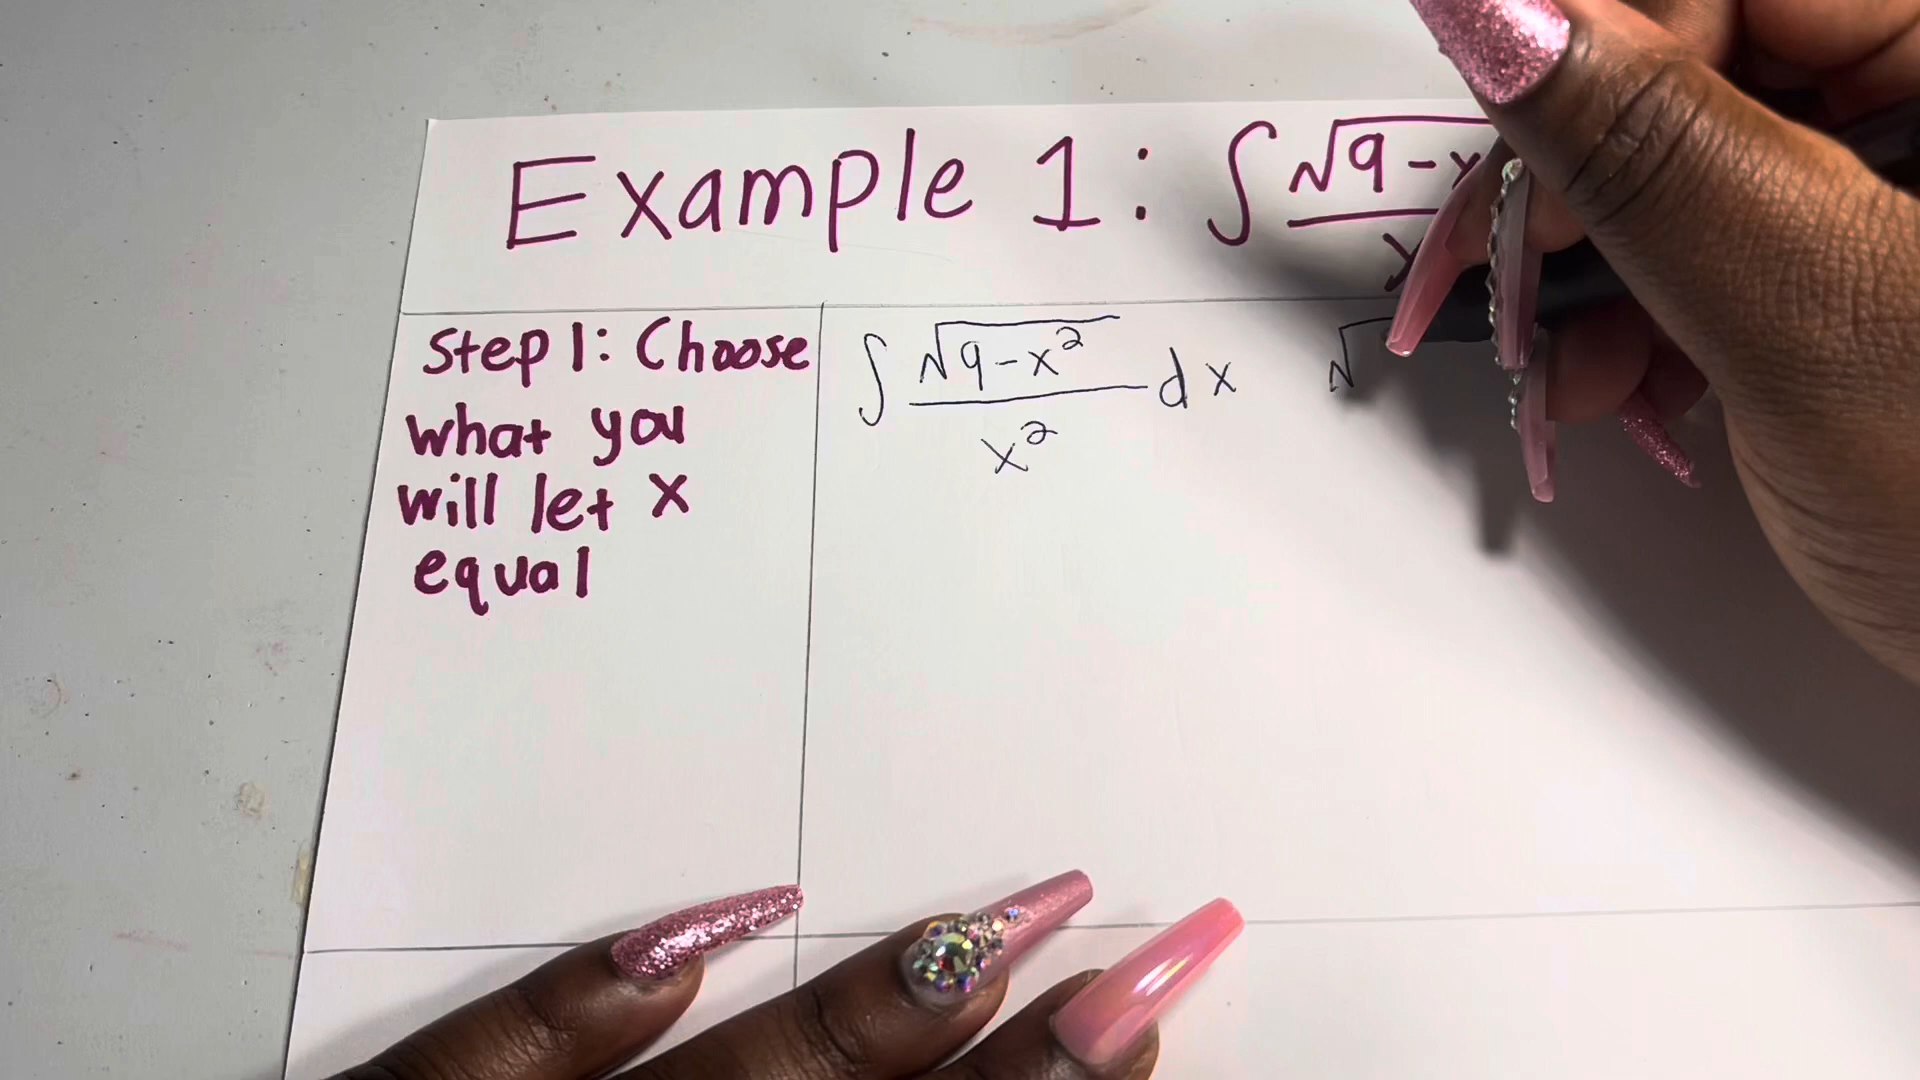 Example 1: ∫ √9-x
x
Step 1: Choose
what you
will let x
equal
∫ √9-x² / x² dx √